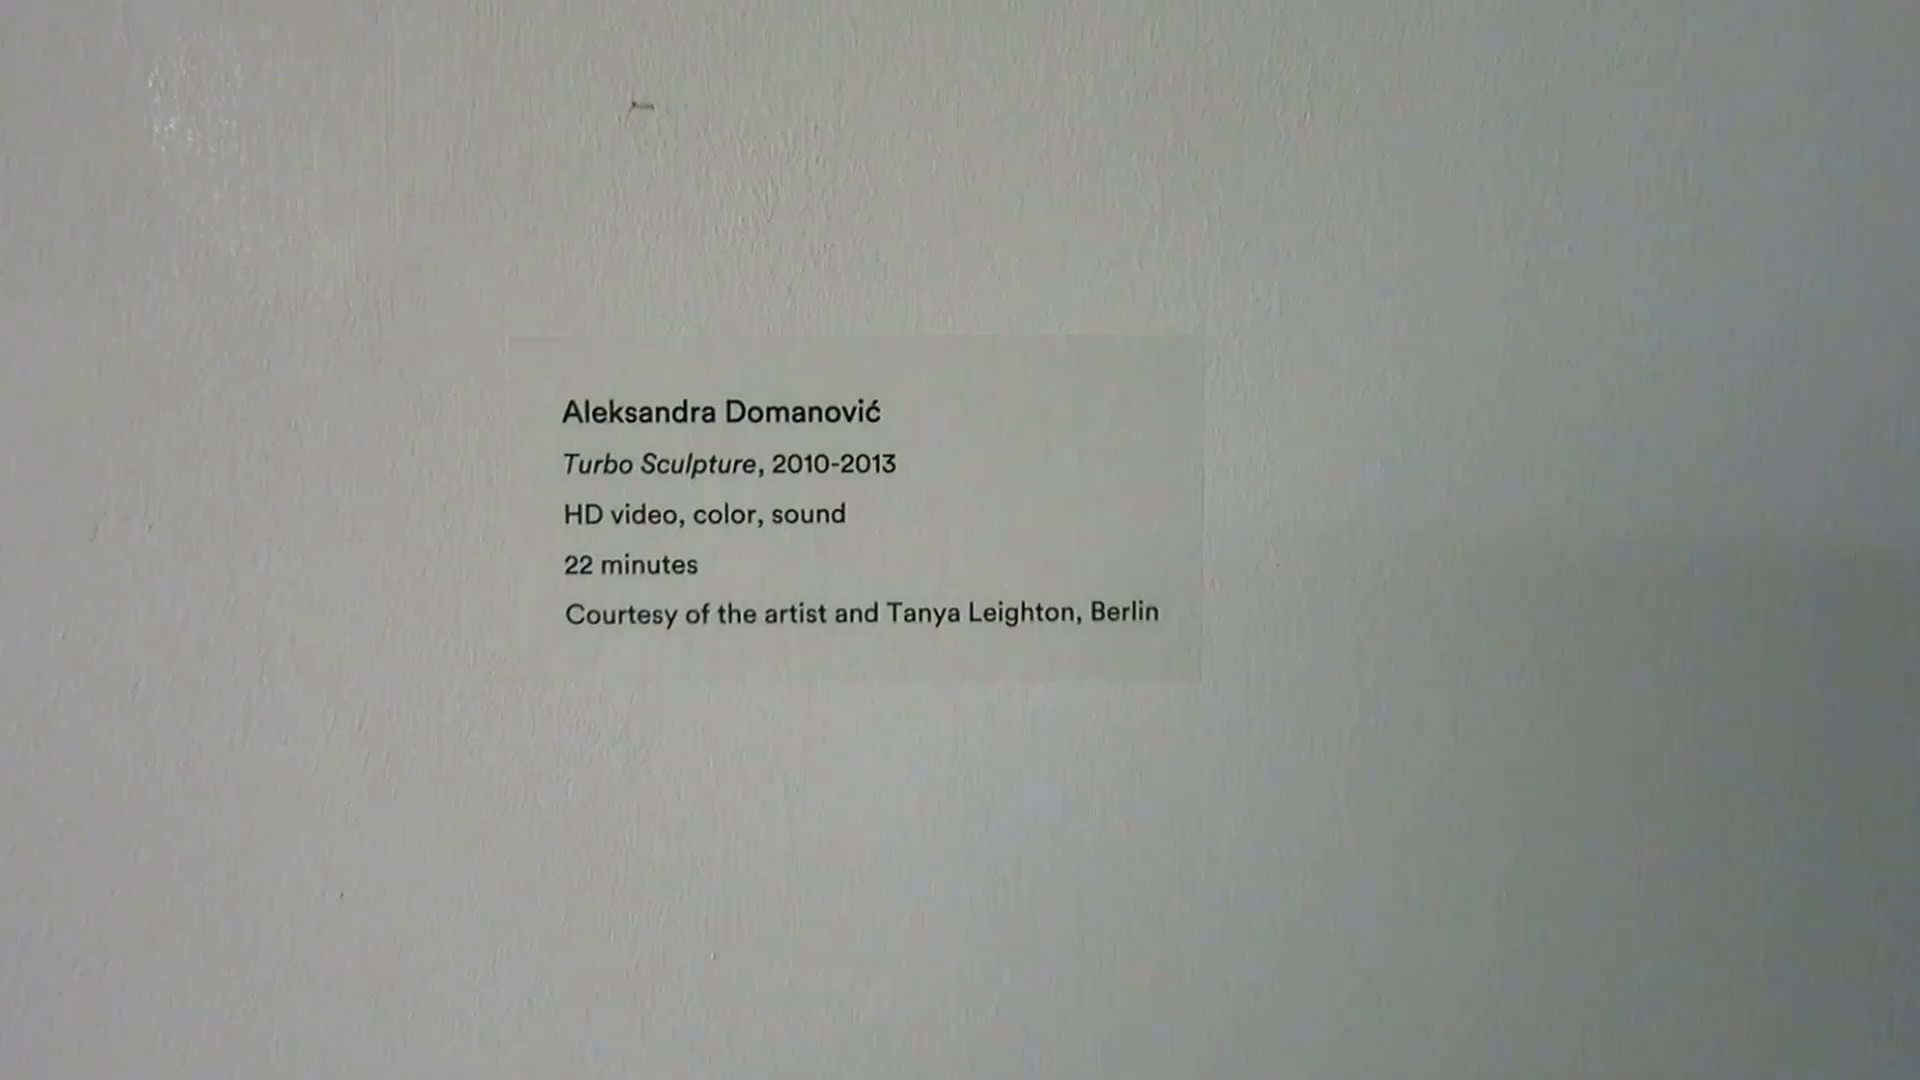 Aleksandra Domanović
Turbo Sculpture, 2010-2013
HD video, color, sound
22 minutes
Courtesy of the artist and Tanya Leighton, Berlin